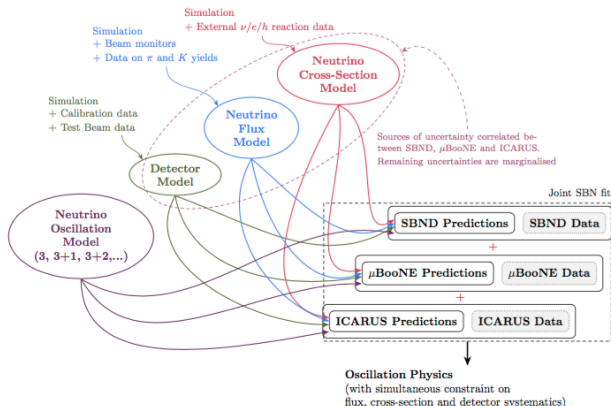 Simulation
+ External ν/e/h reaction data
Simulation
+ Beam monitors
+ Data on π and K yields
Simulation
+ Calibration data
+ Test Beam data
Neutrino
Cross-Section
Model
Neutrino
Flux
Model
Detector
Model
Neutrino
Oscillation
Model
(3, 3+1, 3+2,...)
Sources of uncertainty correlated be-
tween SBND, μBooNE and ICARUS.
Remaining uncertainties are marginalised
Joint SBN fit
SBND Predictions SBND Data
+
μBooNE Predictions μBooNE Data
+
ICARUS Predictions ICARUS Data
Oscillation Physics
(with simultaneous constraint on
flux, cross-section and detector systematics)